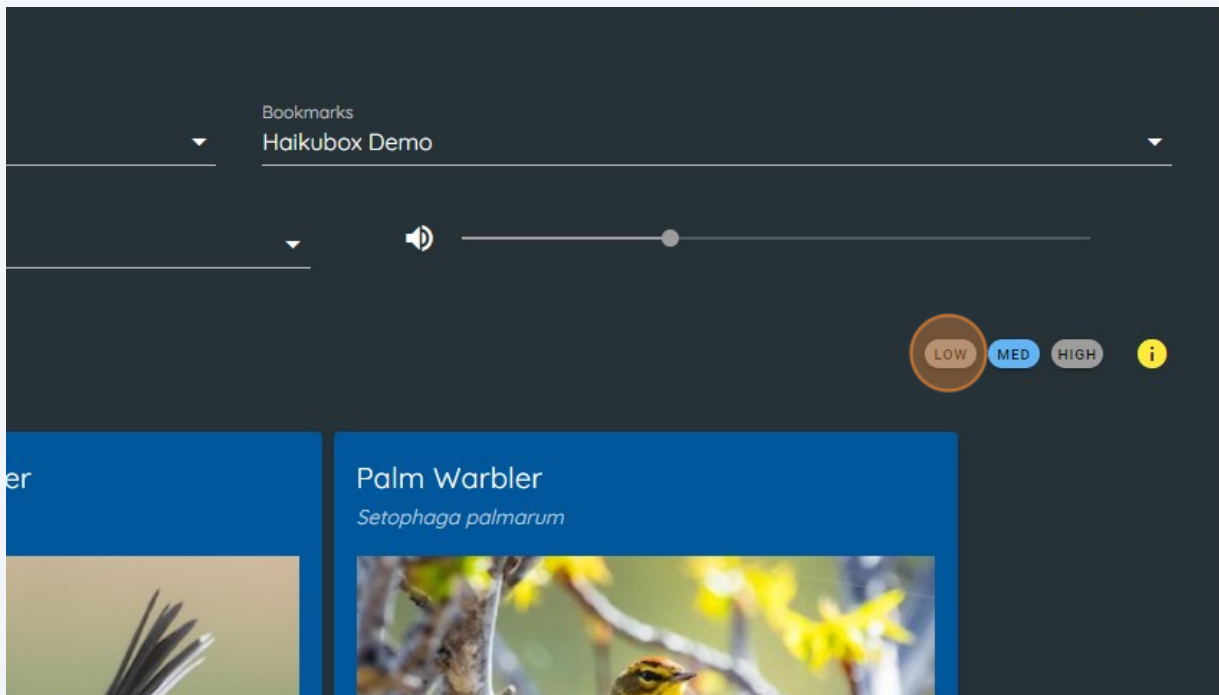 Bookmarks
Haikubox Demo
LOW MED HIGH i
er
Palm Warbler
Setophaga palmarum